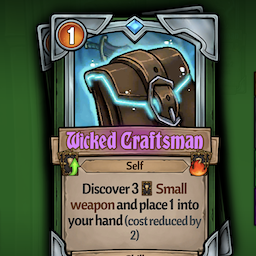 1
Wicked Craftsman
Self
Discover 3 Small
weapon and place 1 into
your hand (cost reduced by
2)